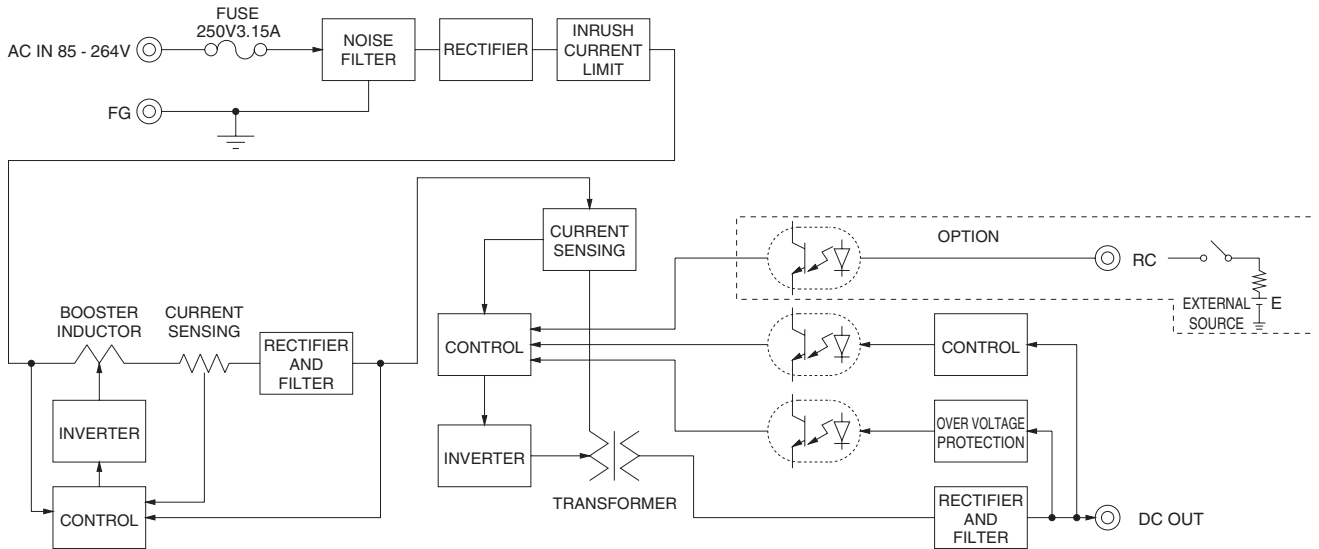 FUSE
250V3.15A
AC IN 85 - 264V
NOISE
FILTER
RECTIFIER
INRUSH
CURRENT
LIMIT
FG
CURRENT
SENSING
OPTION
RC
EXTERNAL
SOURCE
E
BOOSTER
INDUCTOR
CURRENT
SENSING
RECTIFIER
AND
FILTER
CONTROL
CONTROL
INVERTER
OVER VOLTAGE
PROTECTION
INVERTER
TRANSFORMER
CONTROL
RECTIFIER
AND
FILTER
DC OUT